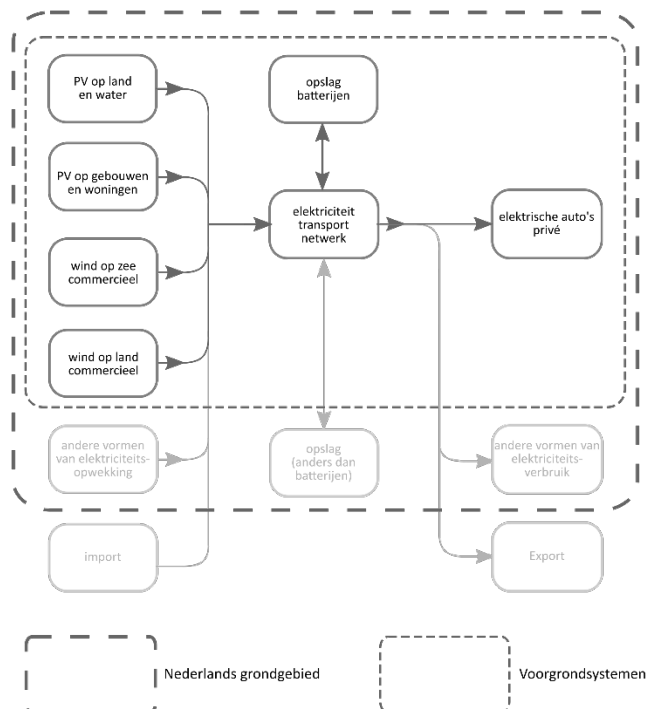 PV op land
en water
opslag
batterijen
PV op gebouwen
en woningen
elektriciteit
transport
netwerk
elektrische auto's
privé
wind op zee
commercieel
wind op land
commercieel
andere vormen
van elektriciteits-
opwekking
opslag
(anders dan
batterijen)
andere vormen van
elektriciteits-
verbruik
import
Export
Nederlands grondgebied
Voorgrondsystemen